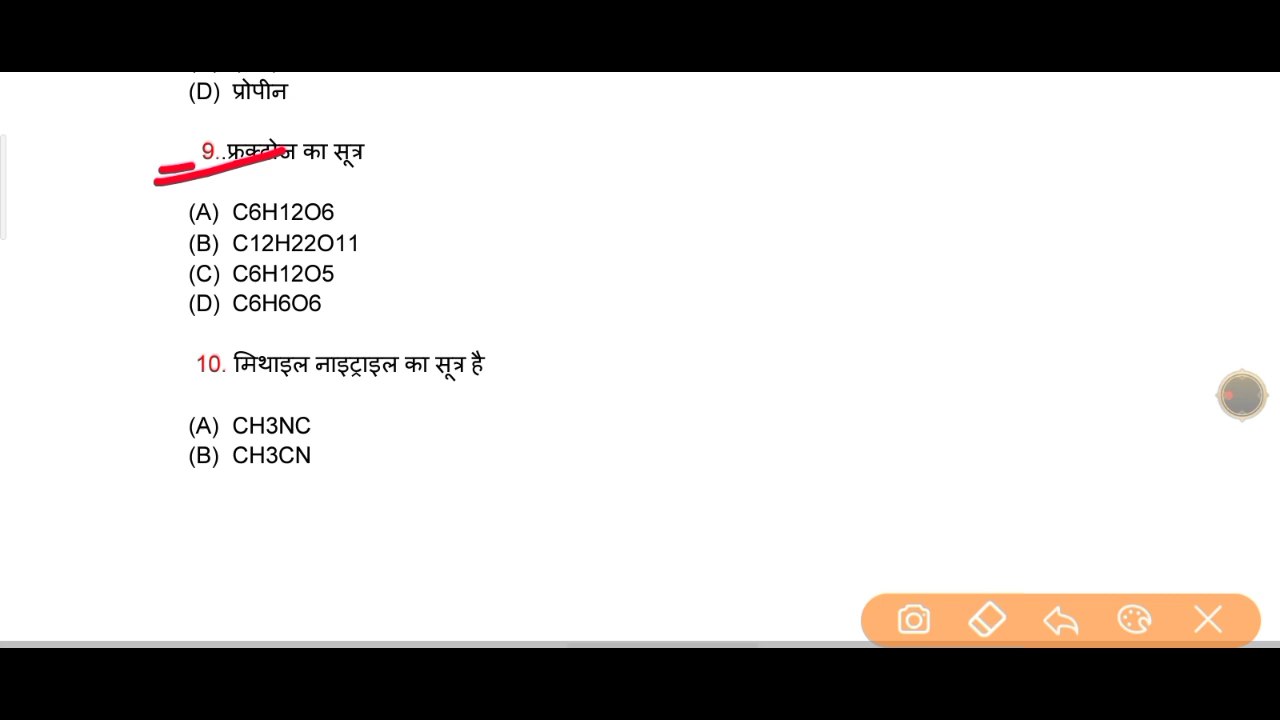 (D) प्रोपीन
9..फ्रक्टोज का सूत्र
(A) C6H12O6
(B) C12H22O11
(C) C6H12O5
(D) C6H6O6
10. मिथाइल नाइट्राइल का सूत्र है
(A) CH3NC
(B) CH3CN